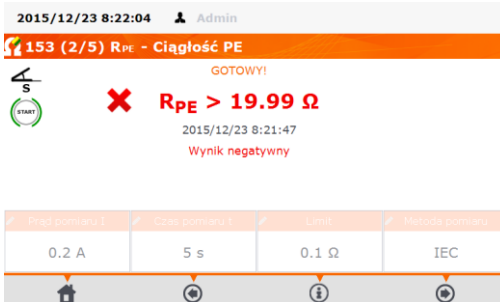 2015/12/23 8:22:04 Admin
153 (2/5) RPE - Ciągłość PE
GOTOWY!
S
START
RPE > 19.99 Ω
2015/12/23 8:21:47
Wynik negatywny
Prąd pomiaru I Czas pomiaru t Limit Metoda pomiaru
0.2 A 5 s 0.1 Ω IEC